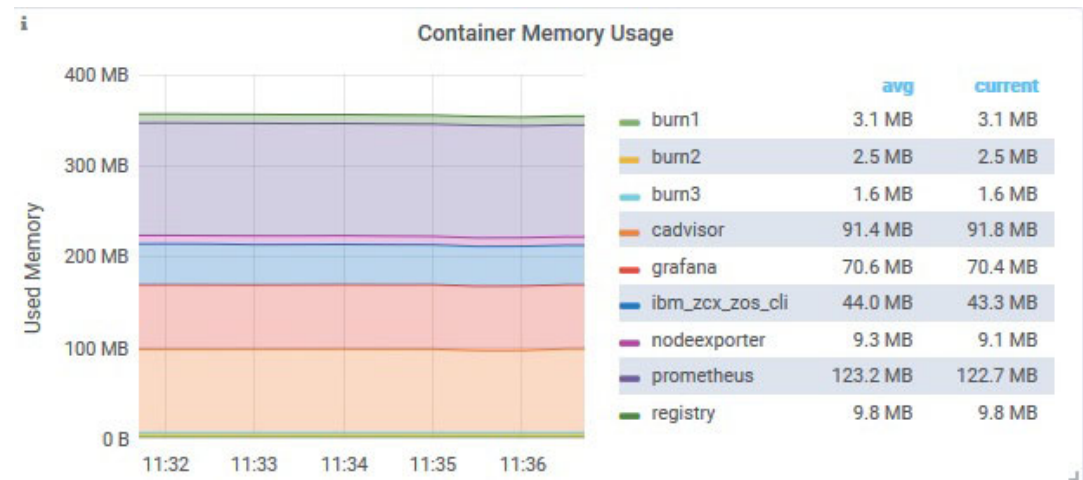 i
Container Memory Usage
Used Memory
400 MB
300 MB
200 MB
100 MB
0 B
11:32 11:33 11:34 11:35 11:36
avg current
burn1 3.1 MB 3.1 MB
burn2 2.5 MB 2.5 MB
burn3 1.6 MB 1.6 MB
cadvisor 91.4 MB 91.8 MB
grafana 70.6 MB 70.4 MB
ibm_zcx_zos_cli 44.0 MB 43.3 MB
nodeexporter 9.3 MB 9.1 MB
prometheus 123.2 MB 122.7 MB
registry 9.8 MB 9.8 MB